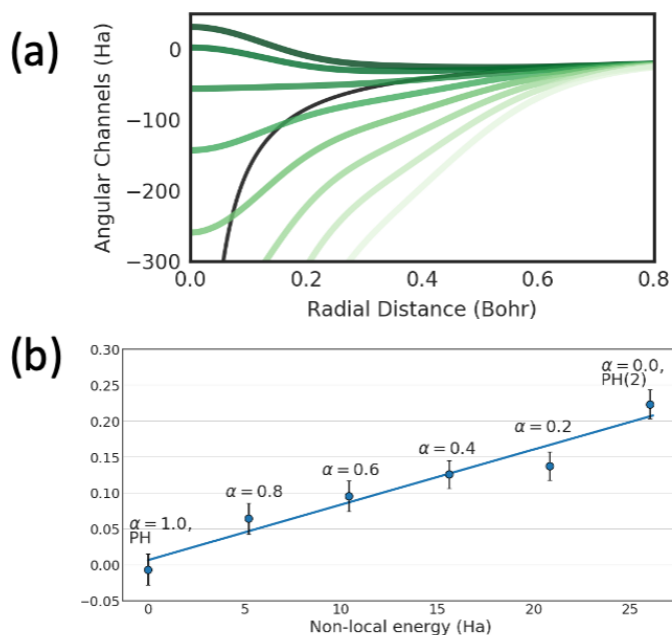 (a)
Angular Channels (Ha)
0
−100
−200
−300
0.0 0.2 0.4 0.6 0.8
Radial Distance (Bohr)
(b)
0.30
0.25
0.20
0.15
0.10
0.05
0.00
−0.05
α = 1.0,
PH
α = 0.8
α = 0.6
α = 0.4
α = 0.2
α = 0.0,
PH(2)
0 5 10 15 20 25
Non-local energy (Ha)